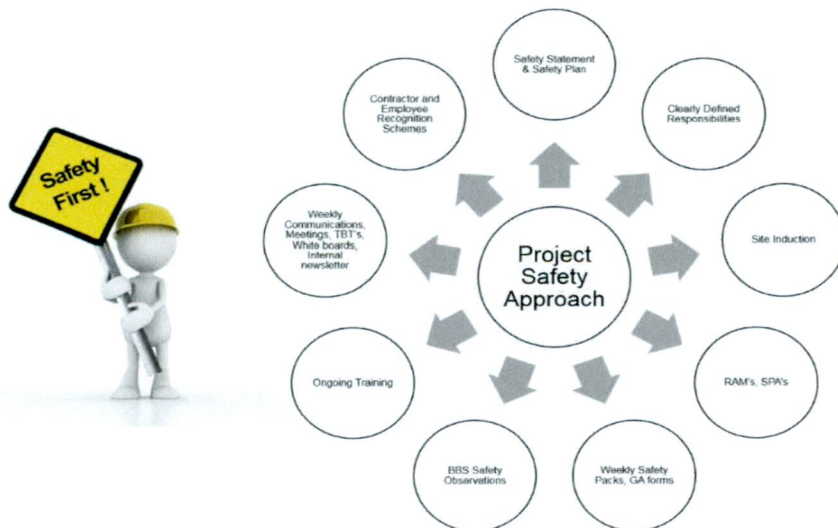 Safety
First !
Project
Safety
Approach
Safety Statement
& Safety Plan
Clearly Defined
Responsibilities
Site Induction
RAM's, SPA's
Weekly Safety
Packs, GA forms
BBS Safety
Observations
Ongoing Training
Weekly
Communications,
Meetings, TBT's,
White boards,
Internal
newsletter
Contractor and
Employee
Recognition
Schemes